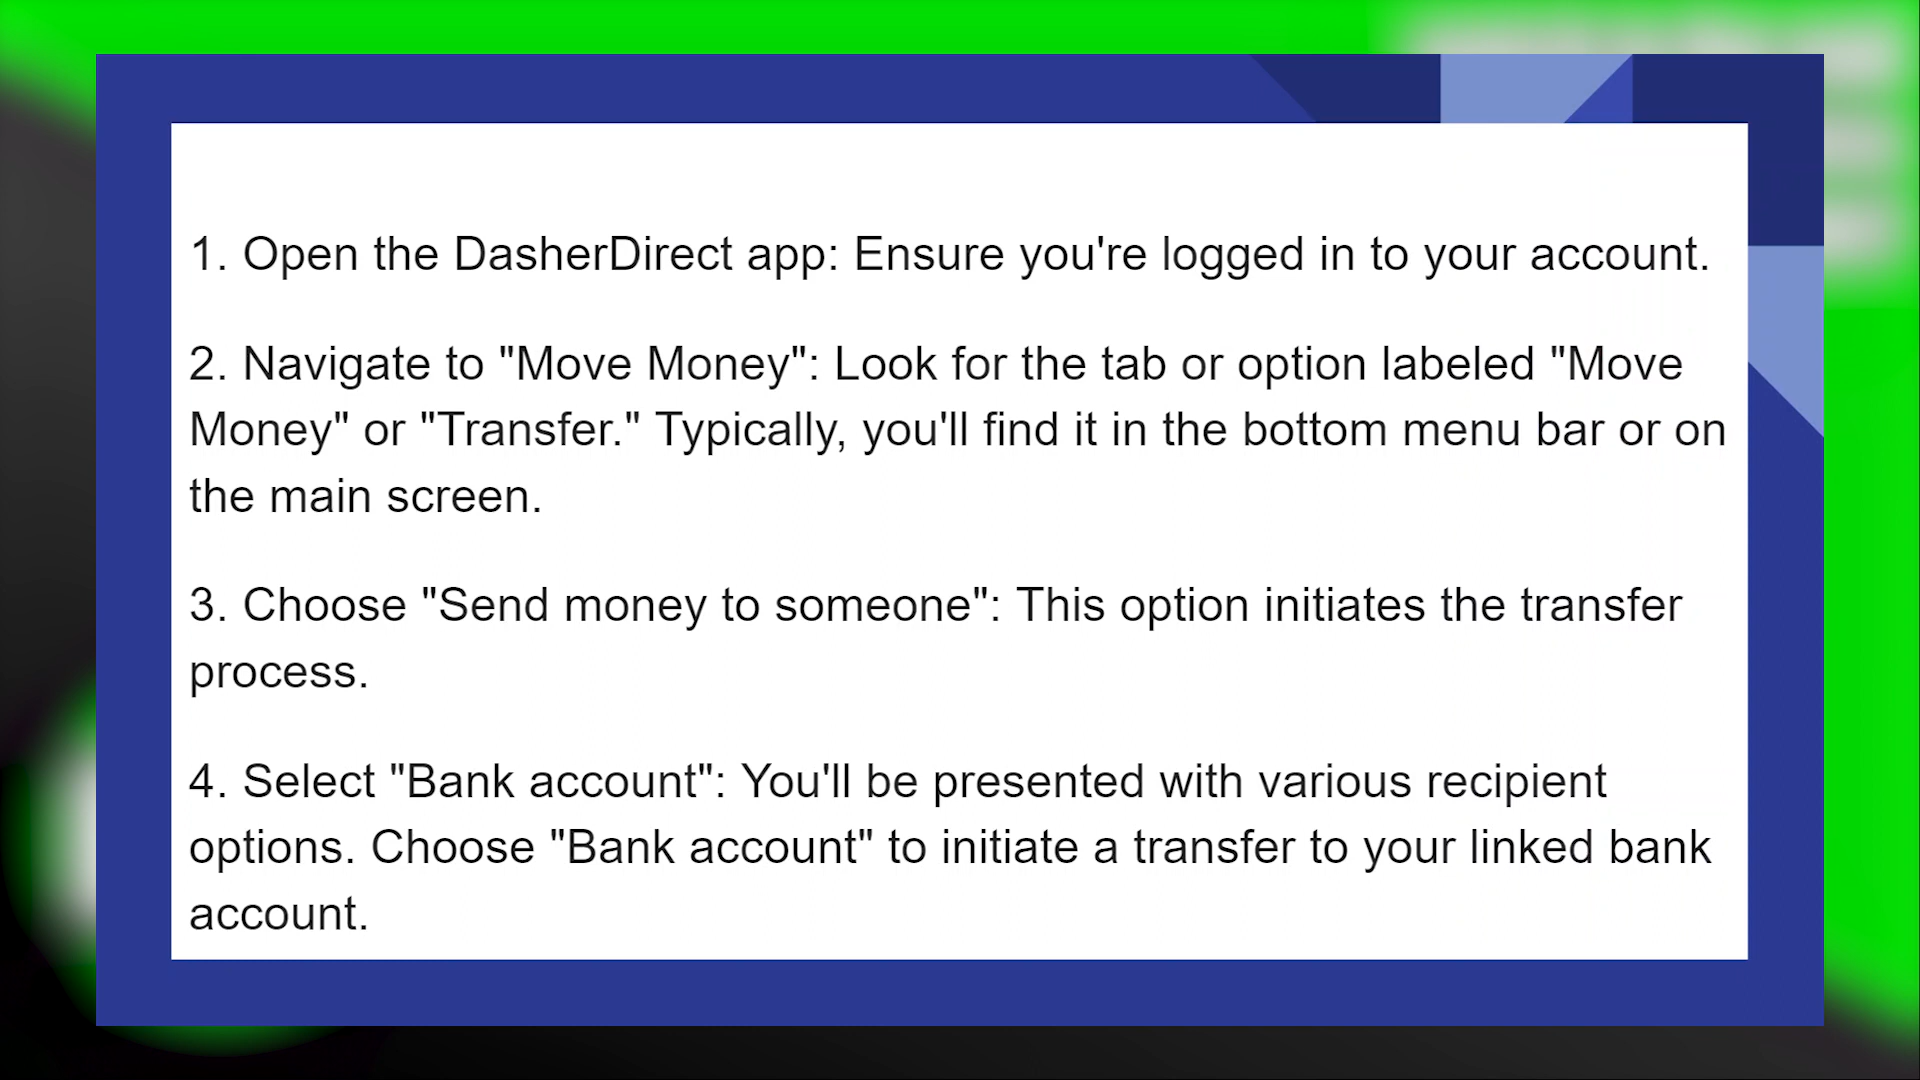 1. Open the DasherDirect app: Ensure you're logged in to your account.
2. Navigate to "Move Money": Look for the tab or option labeled "Move
Money" or "Transfer." Typically, you'll find it in the bottom menu bar or on
the main screen.
3. Choose "Send money to someone": This option initiates the transfer
process.
4. Select "Bank account": You'll be presented with various recipient
options. Choose "Bank account" to initiate a transfer to your linked bank
account.